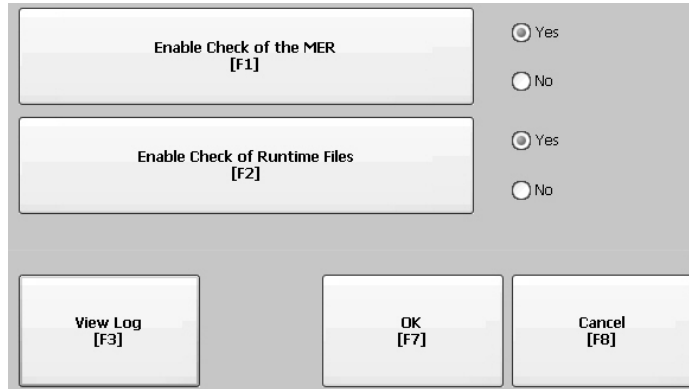 Enable Check of the MER
[F1]
Yes
No
Enable Check of Runtime Files
[F2]
Yes
No
View Log
[F3]
OK
[F7]
Cancel
[F8]